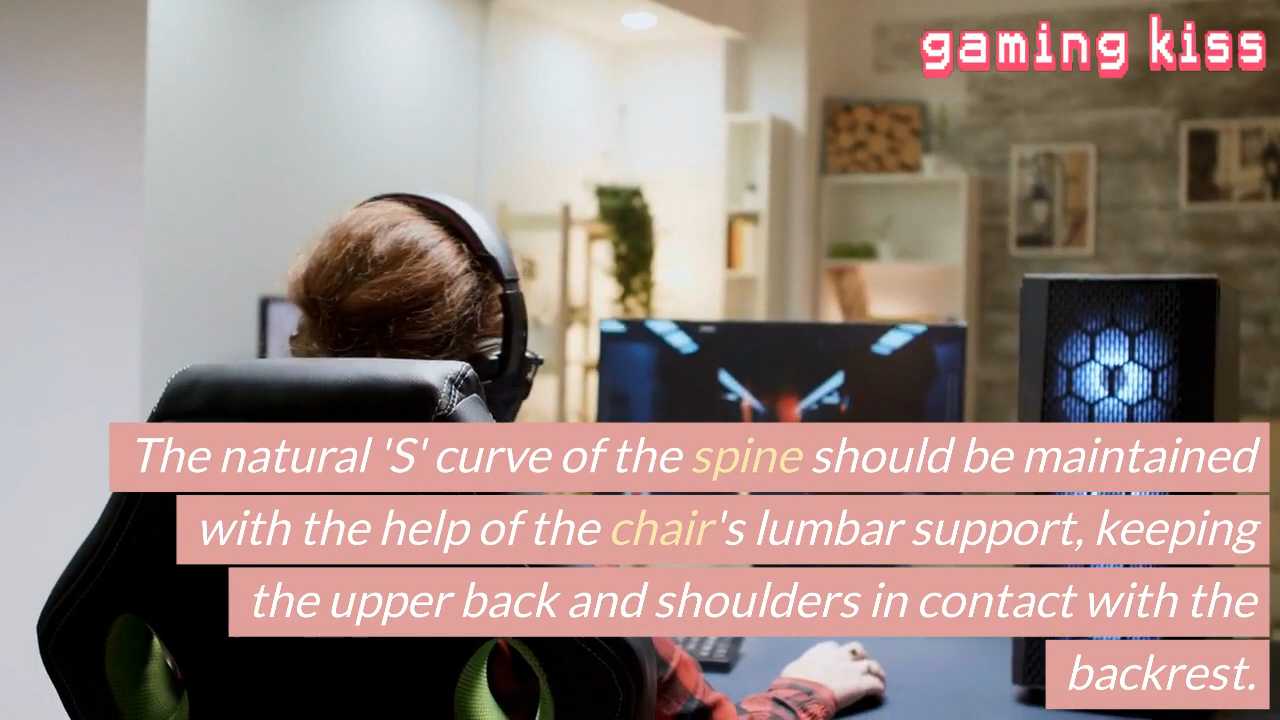 gaming kiss
The natural 'S' curve of the spine should be maintained
with the help of the chair's lumbar support, keeping
the upper back and shoulders in contact with the
backrest.